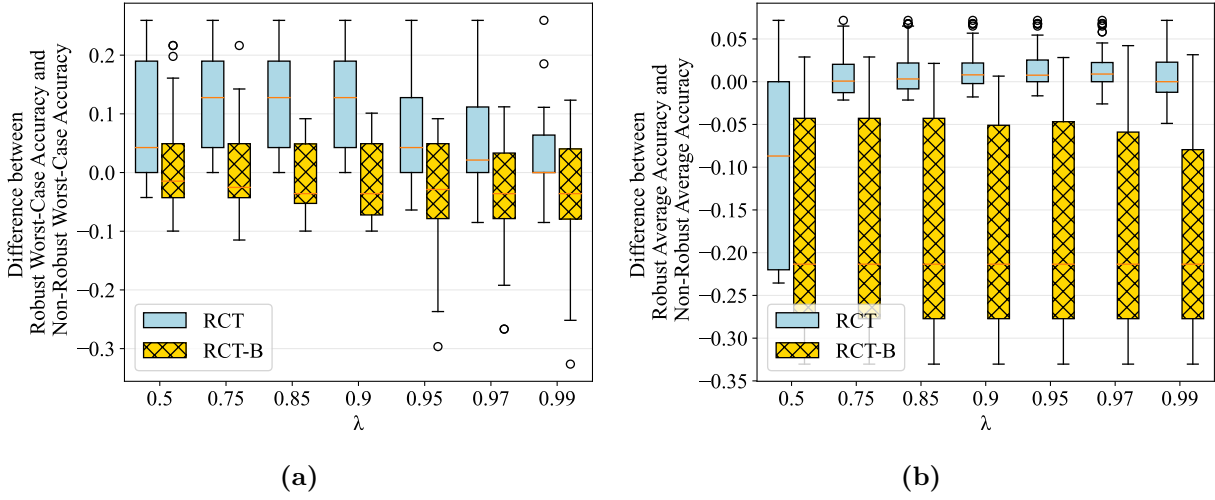 Difference between
Robust Worst-Case Accuracy and
Non-Robust Worst-Case Accuracy
0.2
0.1
0.0
−0.1
−0.2
−0.3
RCT
RCT-B
0.5 0.75 0.85 0.9 0.95 0.97 0.99
λ
(a)
Difference between
Robust Average Accuracy and
Non-Robust Average Accuracy
0.05
0.00
−0.05
−0.10
−0.15
−0.20
−0.25
−0.30
−0.35
RCT
RCT-B
0.5 0.75 0.85 0.9 0.95 0.97 0.99
λ
(b)